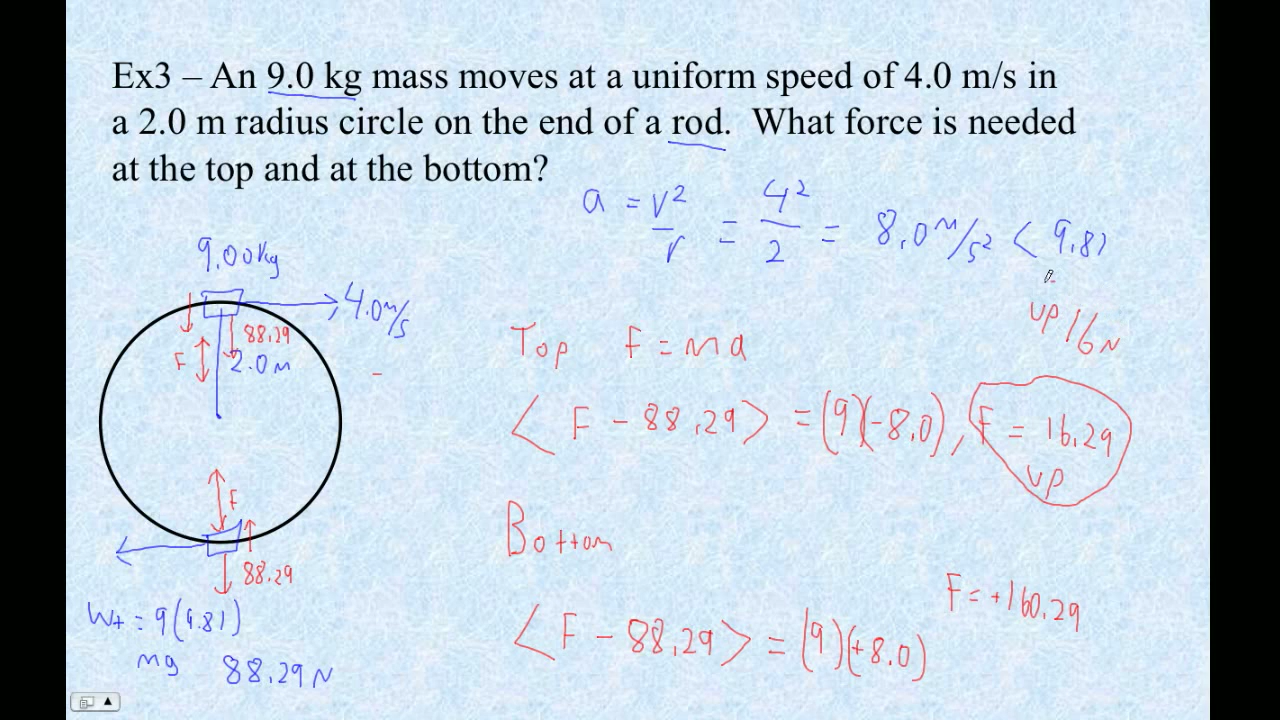 Ex3 – An 9.0 kg mass moves at a uniform speed of 4.0 m/s in
a 2.0 m radius circle on the end of a rod. What force is needed
at the top and at the bottom?
a = v²/r = 4²/2 = 8.0 m/s² < 9.81
9.00kg
4.0 m/s
88.29
F
2.0 m
up 16 N
Top F = ma
< F - 88.29 > = (9)(-8.0), F = 16.29
up
F
88.29
Bottom
F = +160.29
< F - 88.29 > = (9)(+8.0)
Wt = 9(9.81)
mg 88.29 N